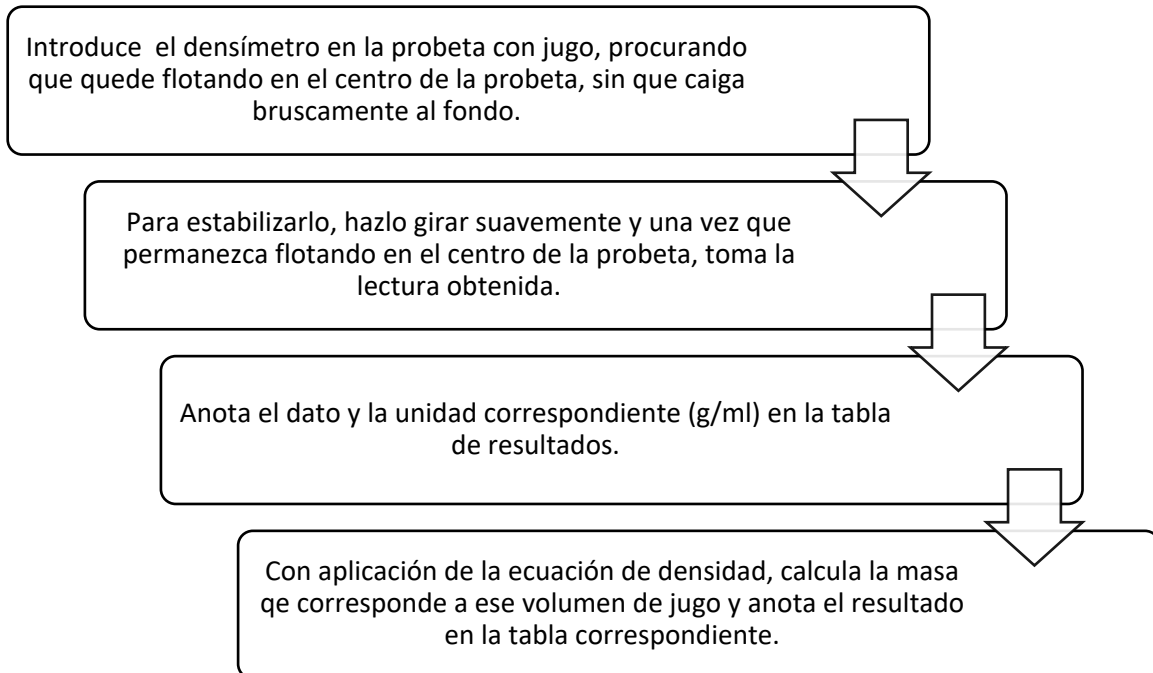 Introduce  el densímetro en la probeta con jugo, procurando
que quede flotando en el centro de la probeta, sin que caiga
bruscamente al fondo.
Para estabilizarlo, hazlo girar suavemente y una vez que
permanezca flotando en el centro de la probeta, toma la
lectura obtenida.
Anota el dato y la unidad correspondiente (g/ml) en la tabla
de resultados.
Con aplicación de la ecuación de densidad, calcula la masa
qe corresponde a ese volumen de jugo y anota el resultado
en la tabla correspondiente.